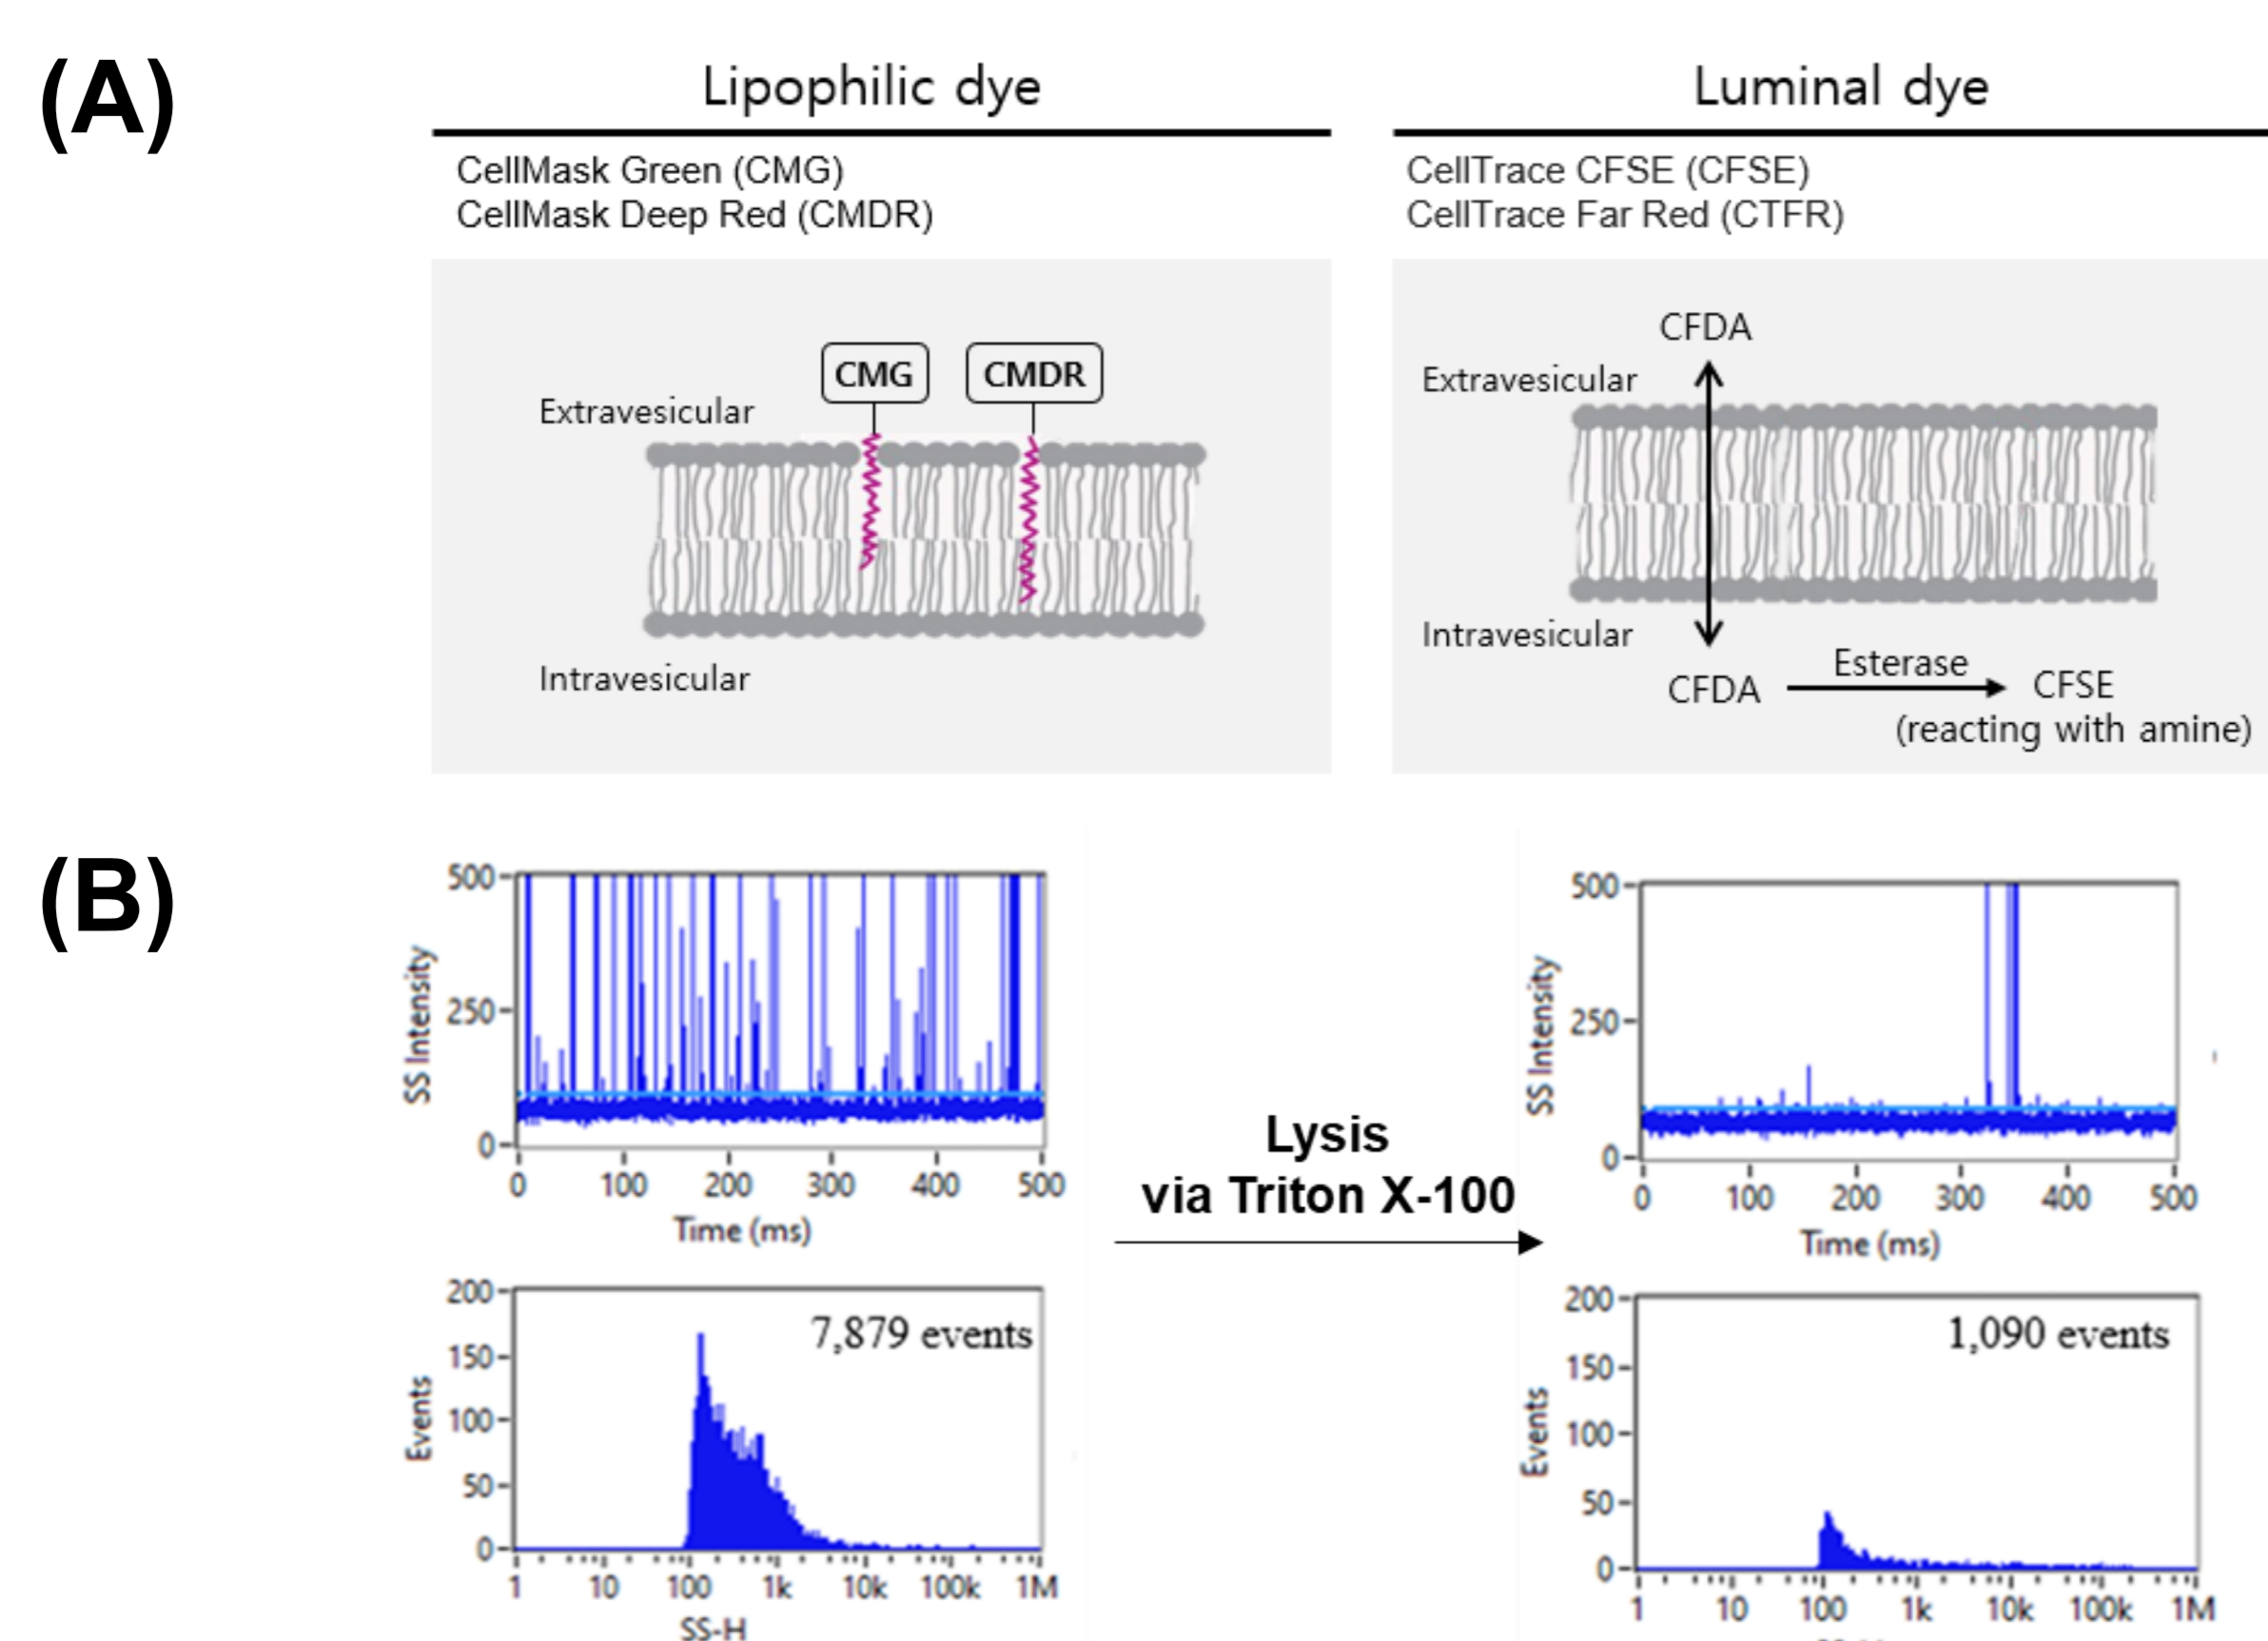 (A)
Lipophilic dye
CellMask Green (CMG)
CellMask Deep Red (CMDR)
CMG
CMDR
Extravesicular
Intravesicular
Luminal dye
CellTrace CFSE (CFSE)
CellTrace Far Red (CTFR)
CFDA
Extravesicular
Intravesicular
CFDA
Esterase
CFSE
(reacting with amine)
(B)
SS Intensity
500
250
0
0 100 200 300 400 500
Time (ms)
Events
200
150
100
50
0
7,879 events
1 10 100 1k 10k 100k 1M
SS-H
Lysis
via Triton X-100
SS Intensity
500
250
0
0 100 200 300 400 500
Time (ms)
Events
200
150
100
50
0
1,090 events
1 10 100 1k 10k 100k 1M